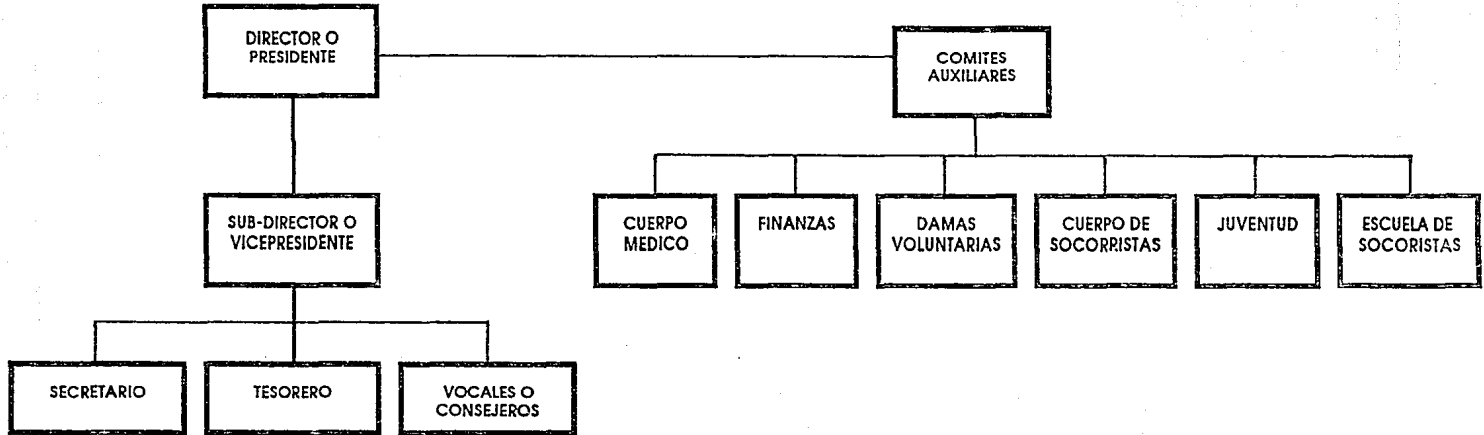 DIRECTOR O
PRESIDENTE
COMITES
AUXILIARES
SUB-DIRECTOR O
VICEPRESIDENTE
CUERPO
MEDICO
FINANZAS
DAMAS
VOLUNTARIAS
CUERPO DE
SOCORRISTAS
JUVENTUD
ESCUELA DE
SOCORISTAS
SECRETARIO
TESORERO
VOCALES O
CONSEJEROS